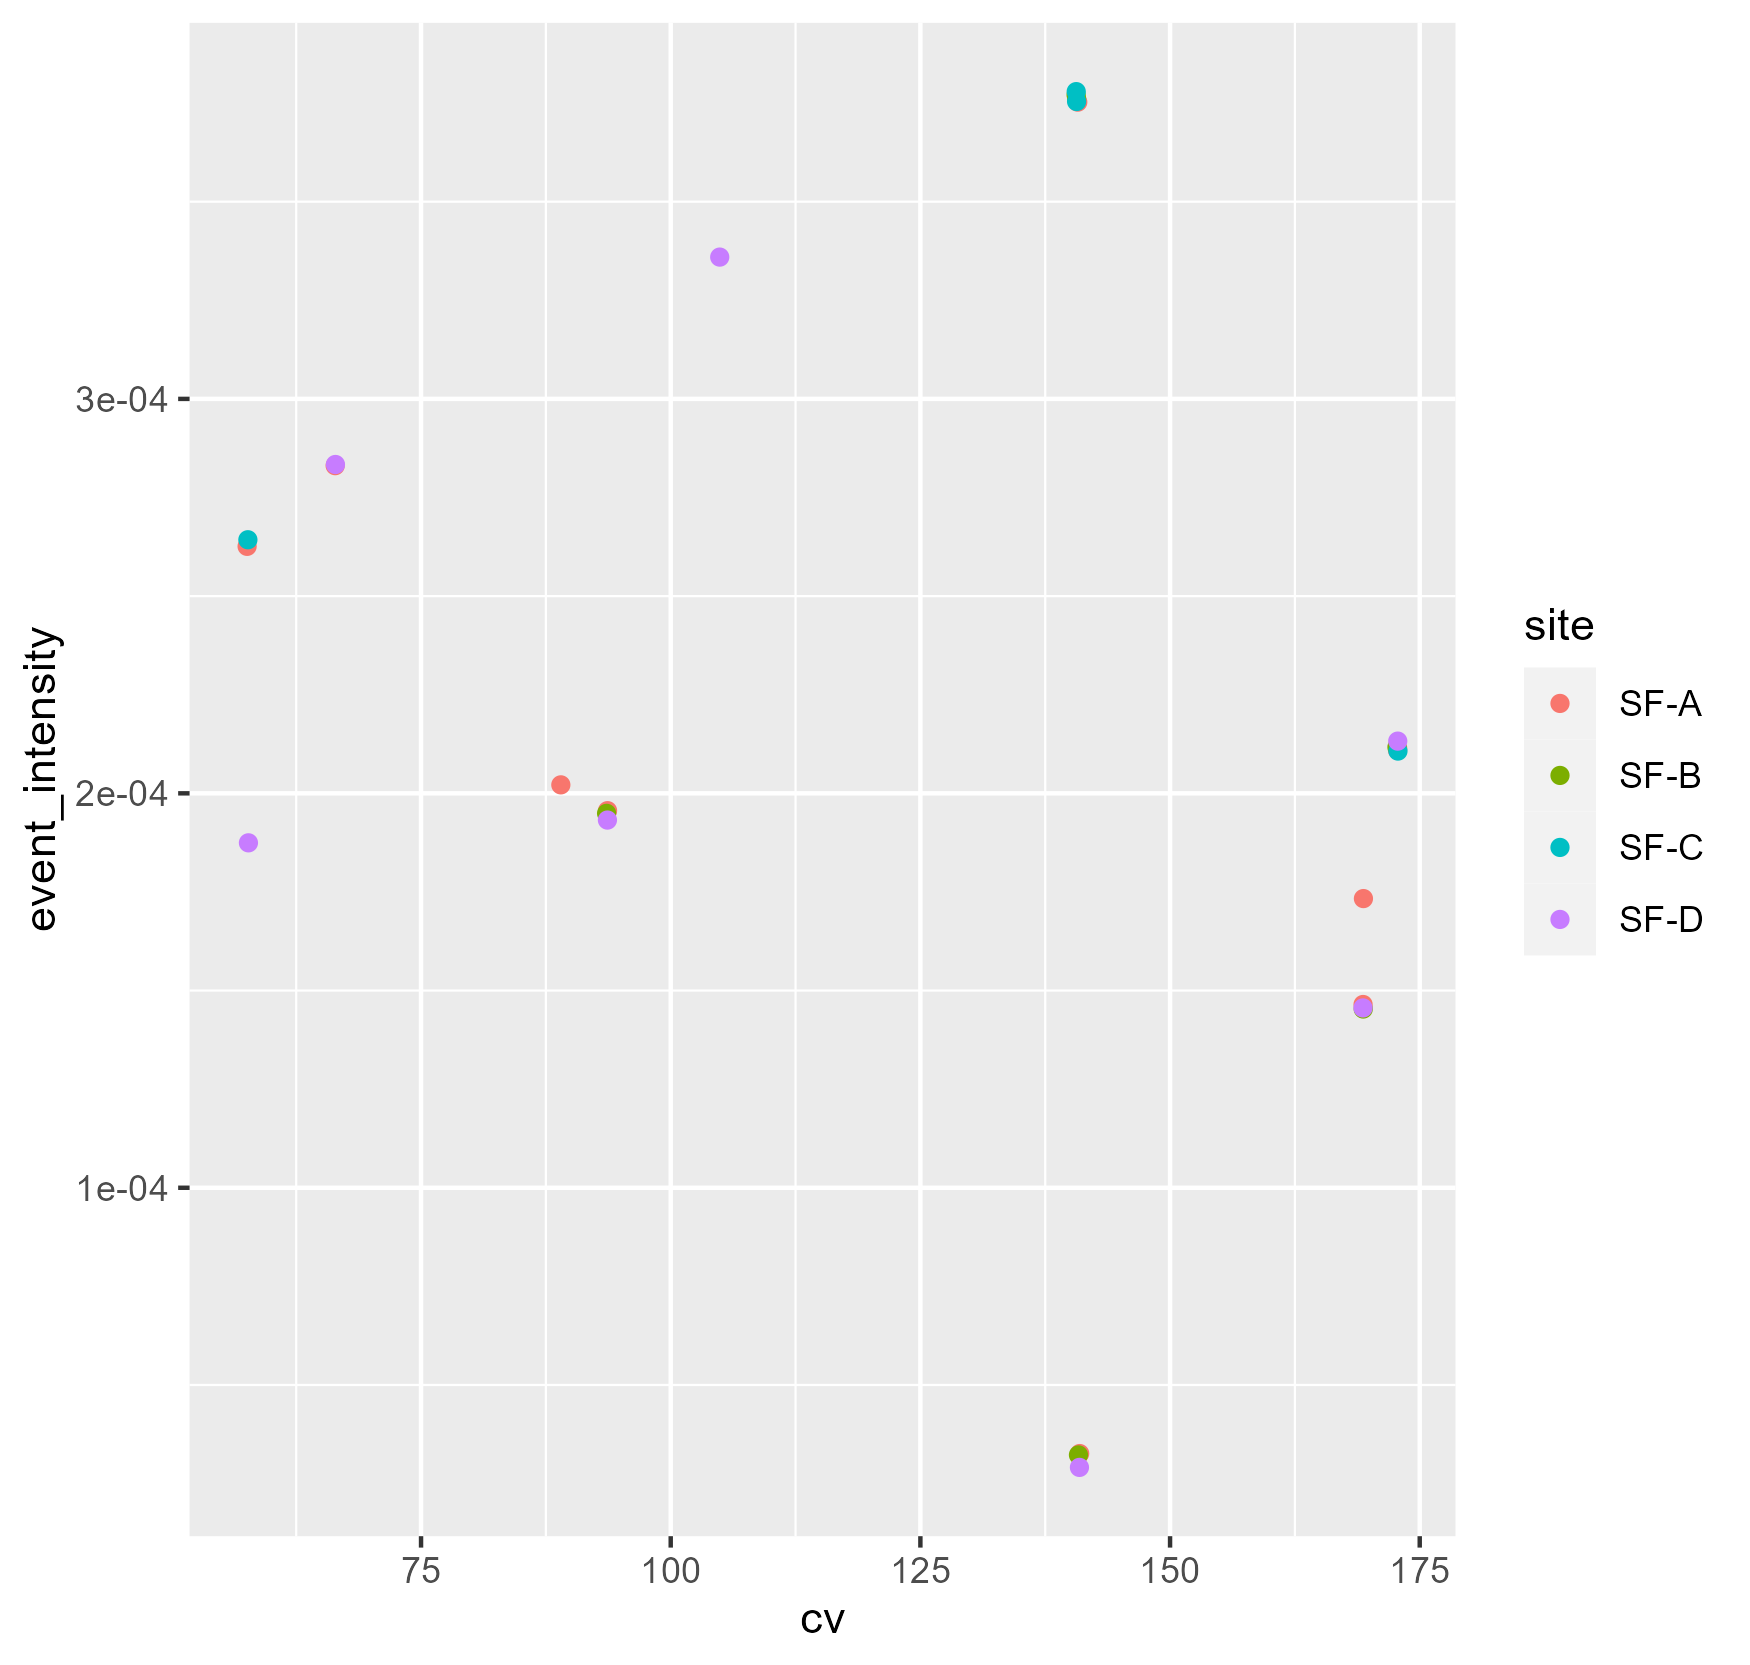 3e-04
2e-04
1e-04
event_intensity
75
100
125
150
175
cv
site
SF-A
SF-B
SF-C
SF-D